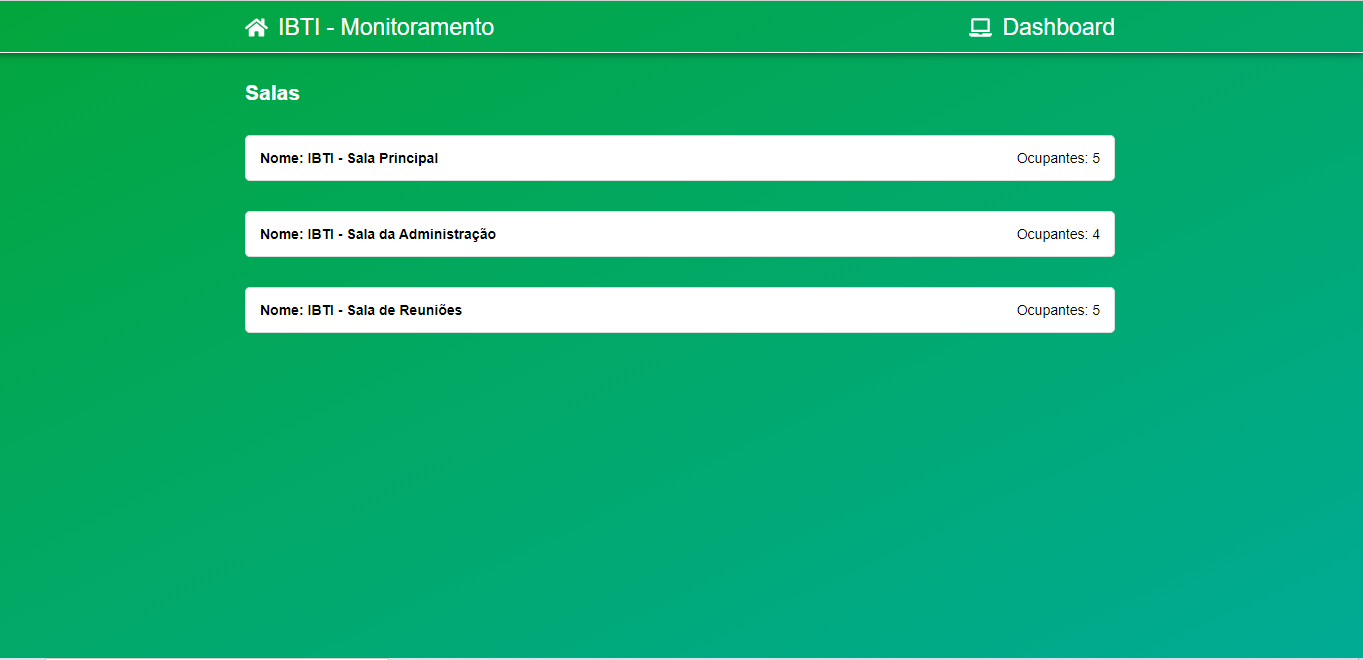 IBTI - Monitoramento
Dashboard
Salas
Nome: IBTI - Sala Principal
Ocupantes: 5
Nome: IBTI - Sala da Administração
Ocupantes: 4
Nome: IBTI - Sala de Reuniões
Ocupantes: 5